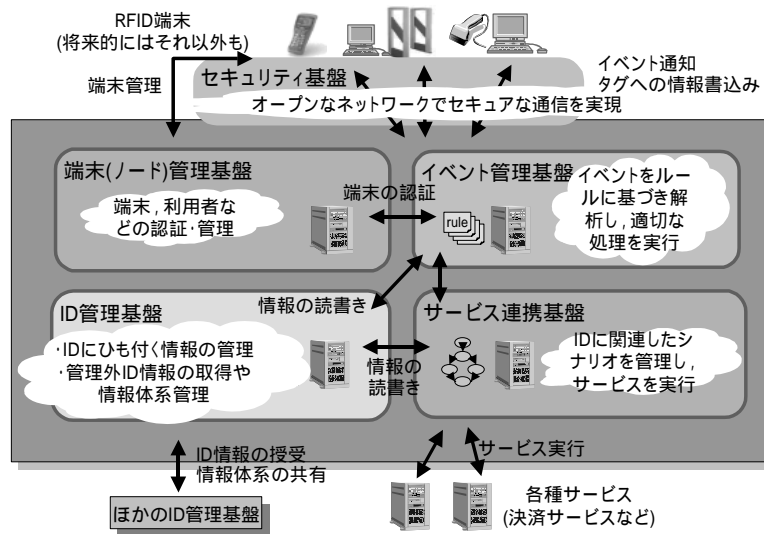 RFID端末
(将来的にはそれ以外も)
端末管理
セキュリティ基盤
イベント通知
タグへの情報書込み
オープンなネットワークでセキュアな通信を実現
端末(ノード)管理基盤
端末,利用者な
どの認証・管理
端末の認証
イベント管理基盤
rule
イベントをルー
ルに基づき解
析し,適切な
処理を実行
ID管理基盤
・IDにひも付く情報の管理
・管理外ID情報の取得や
情報体系管理
情報の読書き
情報の
読書き
サービス連携基盤
IDに関連したシ
ナリオを管理し,
サービスを実行
ID情報の授受
情報体系の共有
ほかのID管理基盤
サービス実行
各種サービス
(決済サービスなど)